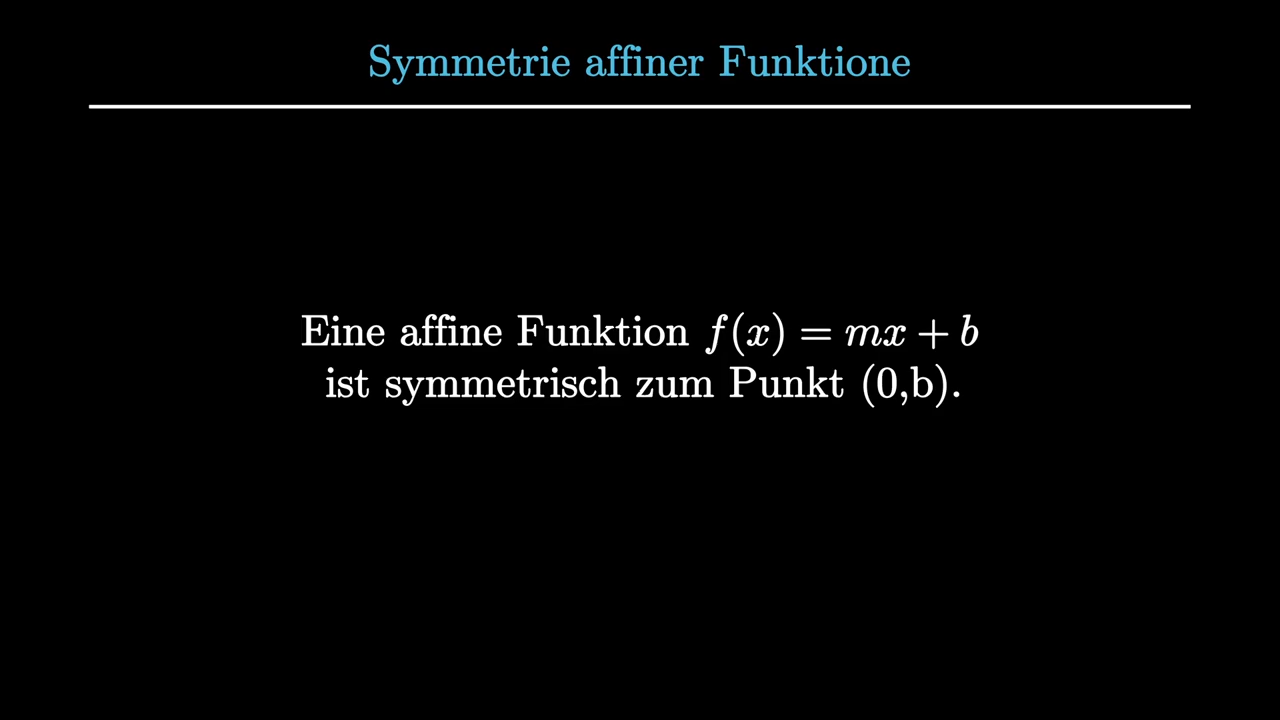 Symmetrie affiner Funktione
Eine affine Funktion f(x) = mx + b
ist symmetrisch zum Punkt (0,b).